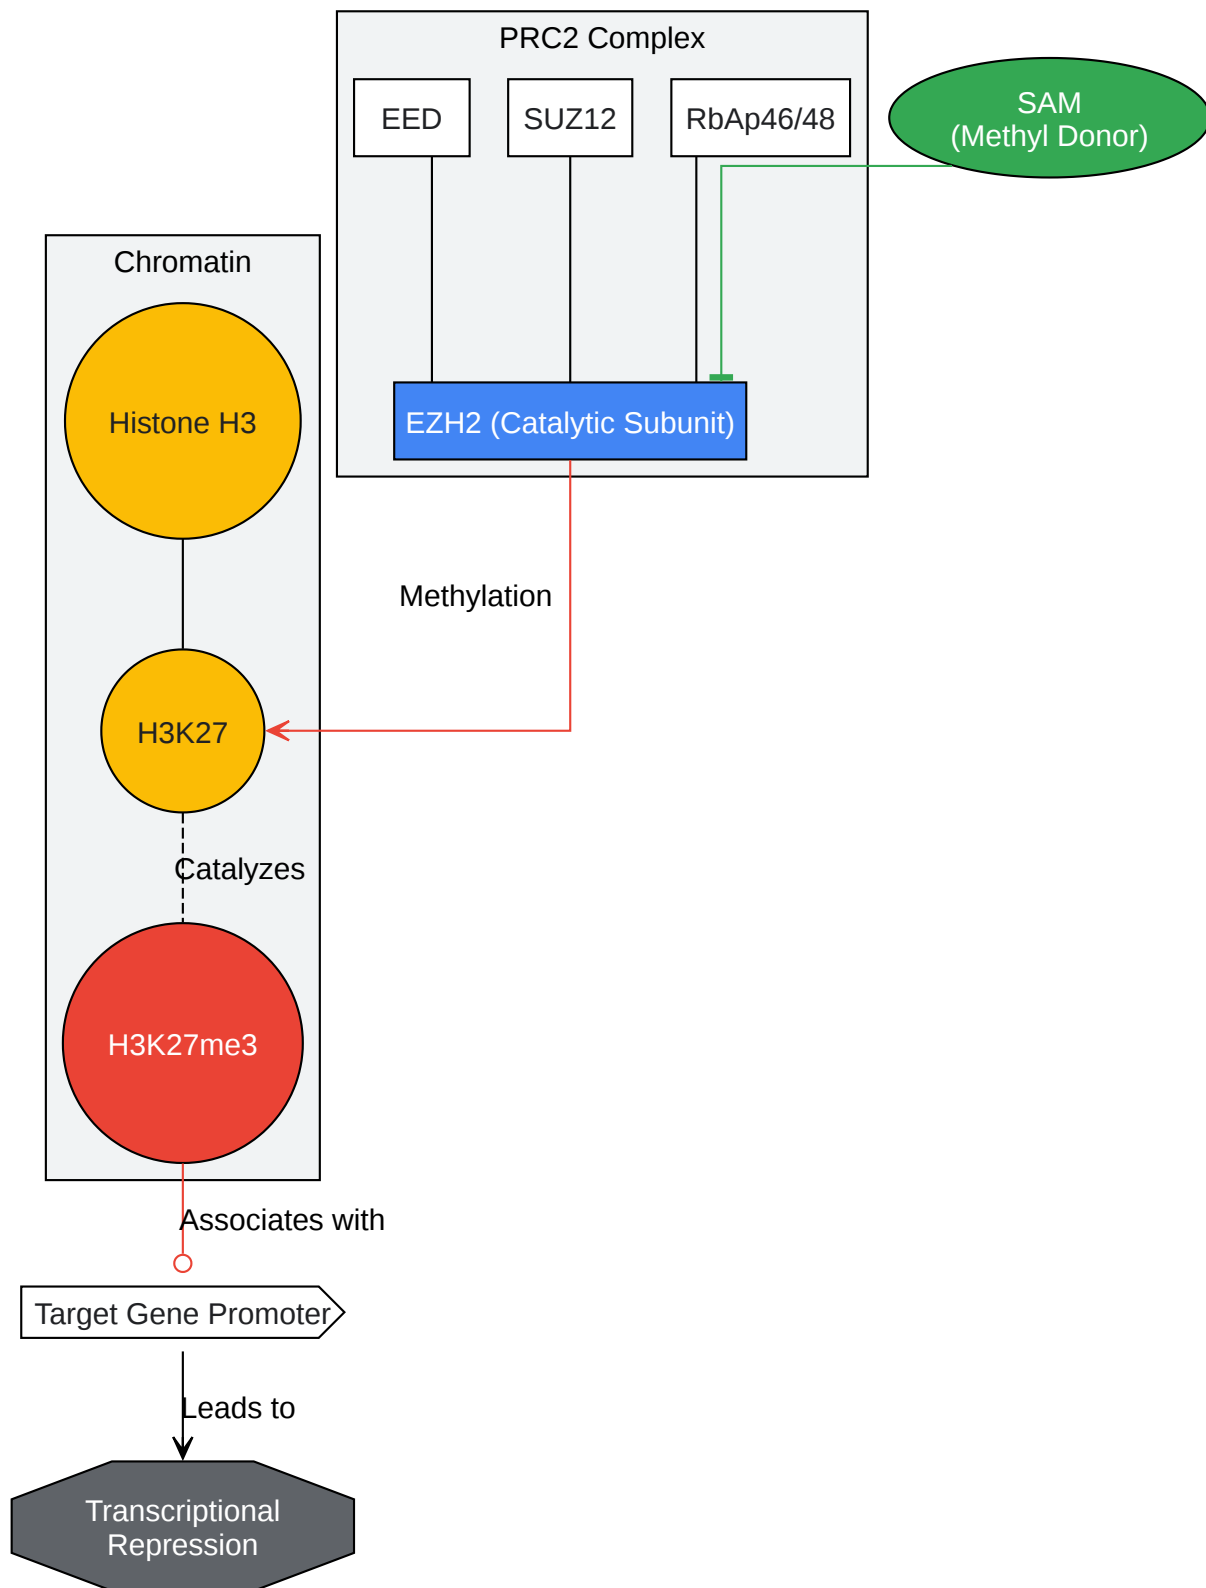 PRC2 Complex
EED
SUZ12
RbAp46/48
SAM
(Methyl Donor)
Chromatin
Histone H3
EZH2 (Catalytic Subunit)
Methylation
H3K27
Catalyzes
H3K27me3
Associates with
Target Gene Promoter
Leads to
Transcriptional
Repression